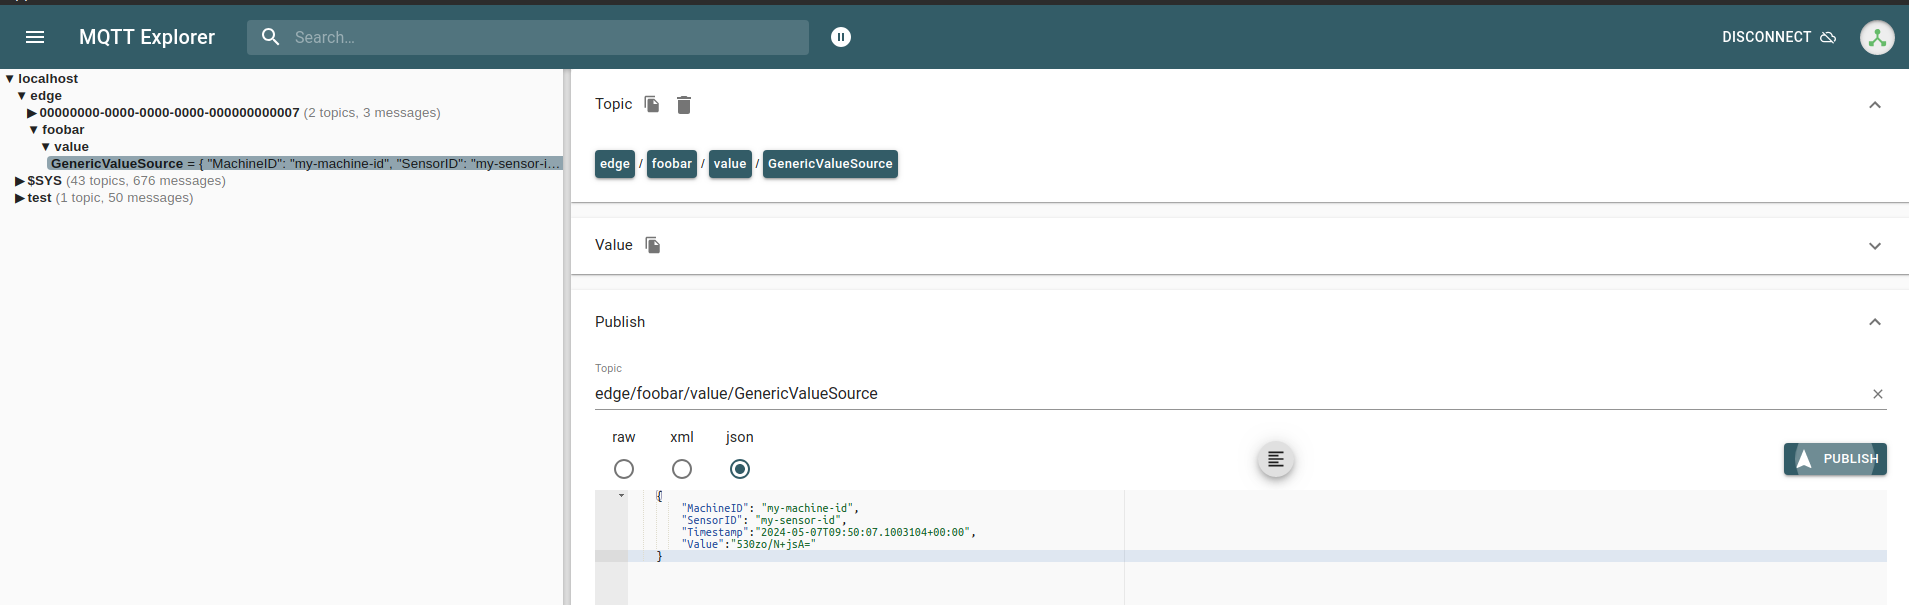 MQTT Explorer
Search...
DISCONNECT
▼ localhost
▼ edge
▶ 00000000-0000-0000-0000-000000000007 (2 topics, 3 messages)
▼ foobar
▼ value
GenericValueSource = { "MachineID": "my-machine-id", "SensorID": "my-sensor-i...
▶ $SYS (43 topics, 676 messages)
▶ test (1 topic, 50 messages)
Topic
edge / foobar / value / GenericValueSource
Value
Publish
Topic
edge/foobar/value/GenericValueSource
raw xml json
PUBLISH
{
"MachineID": "my-machine-id",
"SensorID": "my-sensor-id",
"Timestamp":"2024-05-07T09:50:07.1003104+00:00",
"Value":"530zo/N+jsA="
}